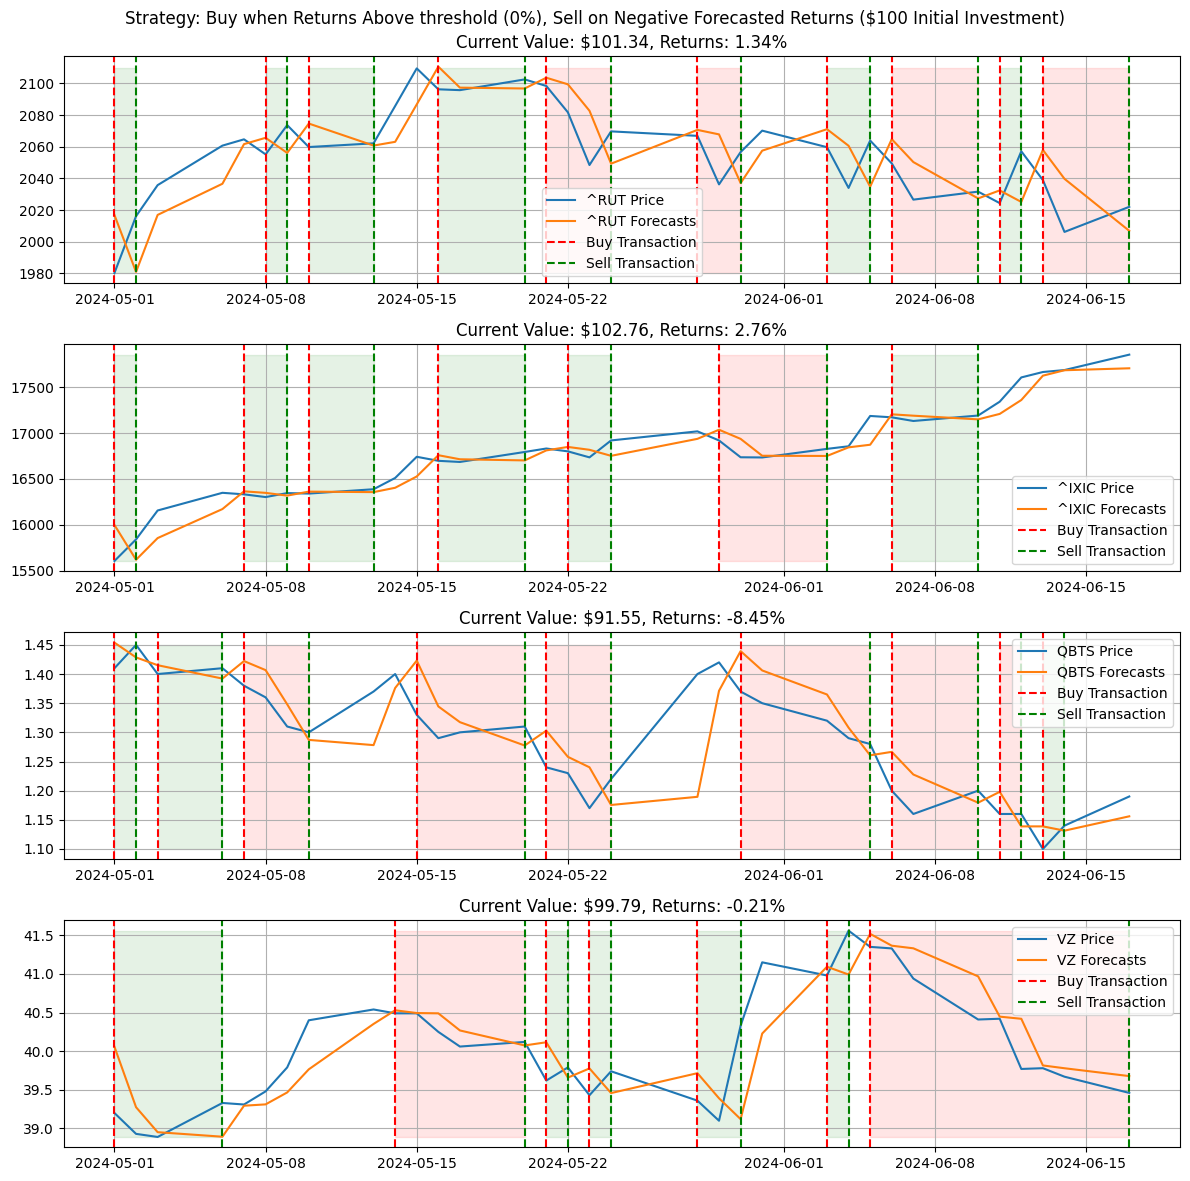 Strategy: Buy when Returns Above threshold (0%), Sell on Negative Forecasted Returns ($100 Initial Investment)
Current Value: $101.34, Returns: 1.34%
2100
2080
2060
2040
2020
2000
1980
^RUT Price
^RUT Forecasts
Buy Transaction
Sell Transaction
2024-05-01 2024-05-08 2024-05-15 2024-05-22 2024-06-01 2024-06-08 2024-06-15
Current Value: $102.76, Returns: 2.76%
17500
17000
16500
16000
15500
^IXIC Price
^IXIC Forecasts
Buy Transaction
Sell Transaction
2024-05-01 2024-05-08 2024-05-15 2024-05-22 2024-06-01 2024-06-08 2024-06-15
Current Value: $91.55, Returns: -8.45%
1.45
1.40
1.35
1.30
1.25
1.20
1.15
1.10
QBTS Price
QBTS Forecasts
Buy Transaction
Sell Transaction
2024-05-01 2024-05-08 2024-05-15 2024-05-22 2024-06-01 2024-06-08 2024-06-15
Current Value: $99.79, Returns: -0.21%
41.5
41.0
40.5
40.0
39.5
39.0
VZ Price
VZ Forecasts
Buy Transaction
Sell Transaction
2024-05-01 2024-05-08 2024-05-15 2024-05-22 2024-06-01 2024-06-08 2024-06-15